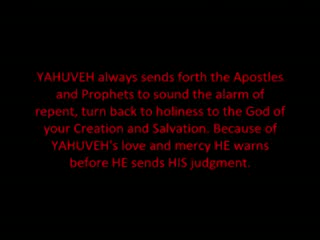 YAHUVEH always sends forth the Apostles
and Prophets to sound the alarm of
repent, turn back to holiness to the God of
your Creation and Salvation. Because of
YAHUVEH's love and mercy HE warns
before HE sends HIS judgment.